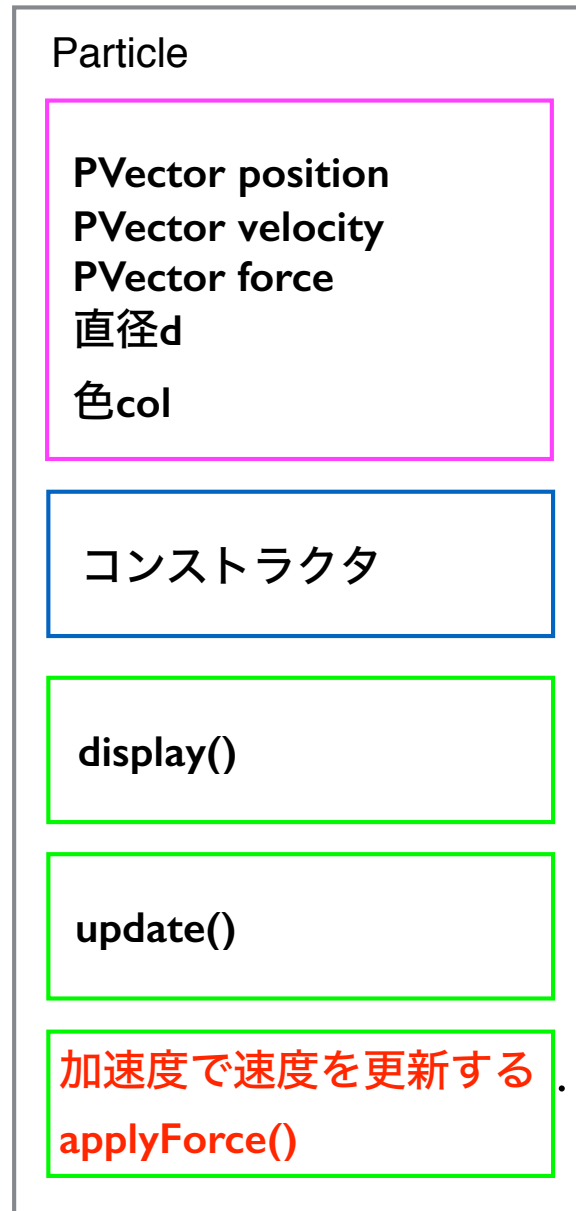 Particle
PVector position
PVector velocity
PVector force
直径d
色col
コンストラクタ
display()
update()
加速度で速度を更新する
.
applyForce()